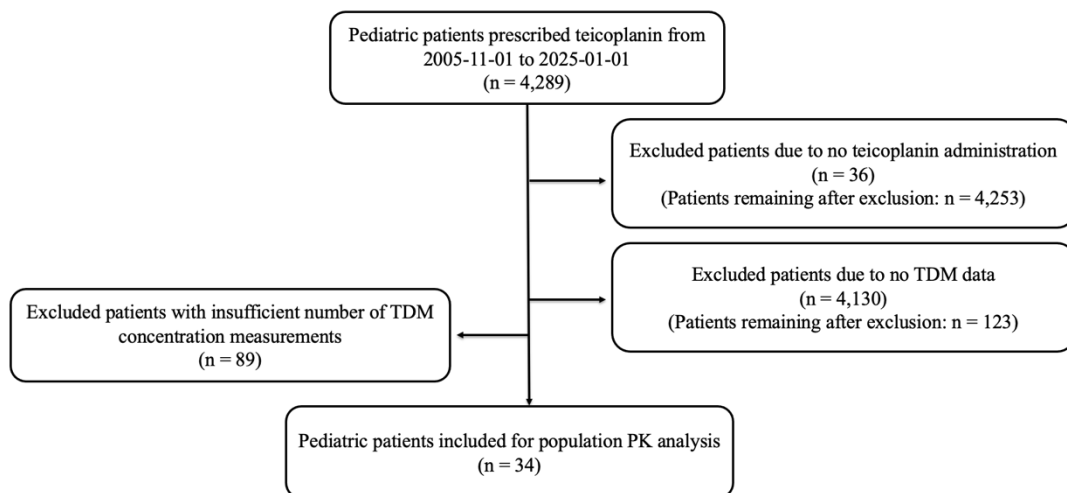 Pediatric patients prescribed teicoplanin from
2005-11-01 to 2025-01-01
(n = 4,289)
Excluded patients due to no teicoplanin administration
(n = 36)
(Patients remaining after exclusion: n = 4,253)
Excluded patients due to no TDM data
(n = 4,130)
(Patients remaining after exclusion: n = 123)
Excluded patients with insufficient number of TDM
concentration measurements
(n = 89)
Pediatric patients included for population PK analysis
(n = 34)